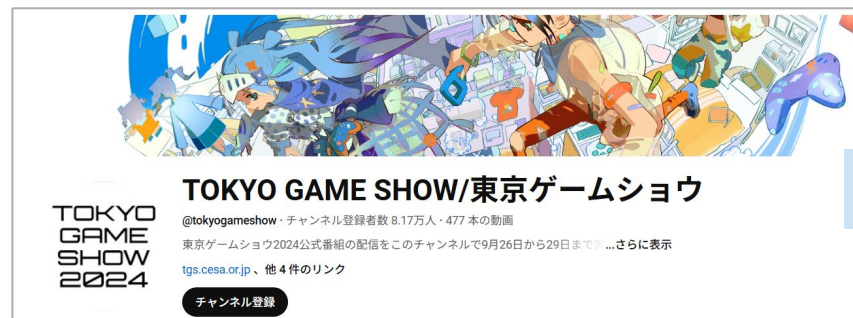 TOKYO GAME SHOW/東京ゲームショウ
@tokyogameshow · チャンネル登録者数 8.17万人 · 477 本の動画
東京ゲームショウ2024公式番組の配信をこのチャンネルで9月26日から29日まで ...さらに表示
tgs.cesa.or.jp 、他 4 件のリンク
チャンネル登録
TOKYO
GAME
SHOW
2024